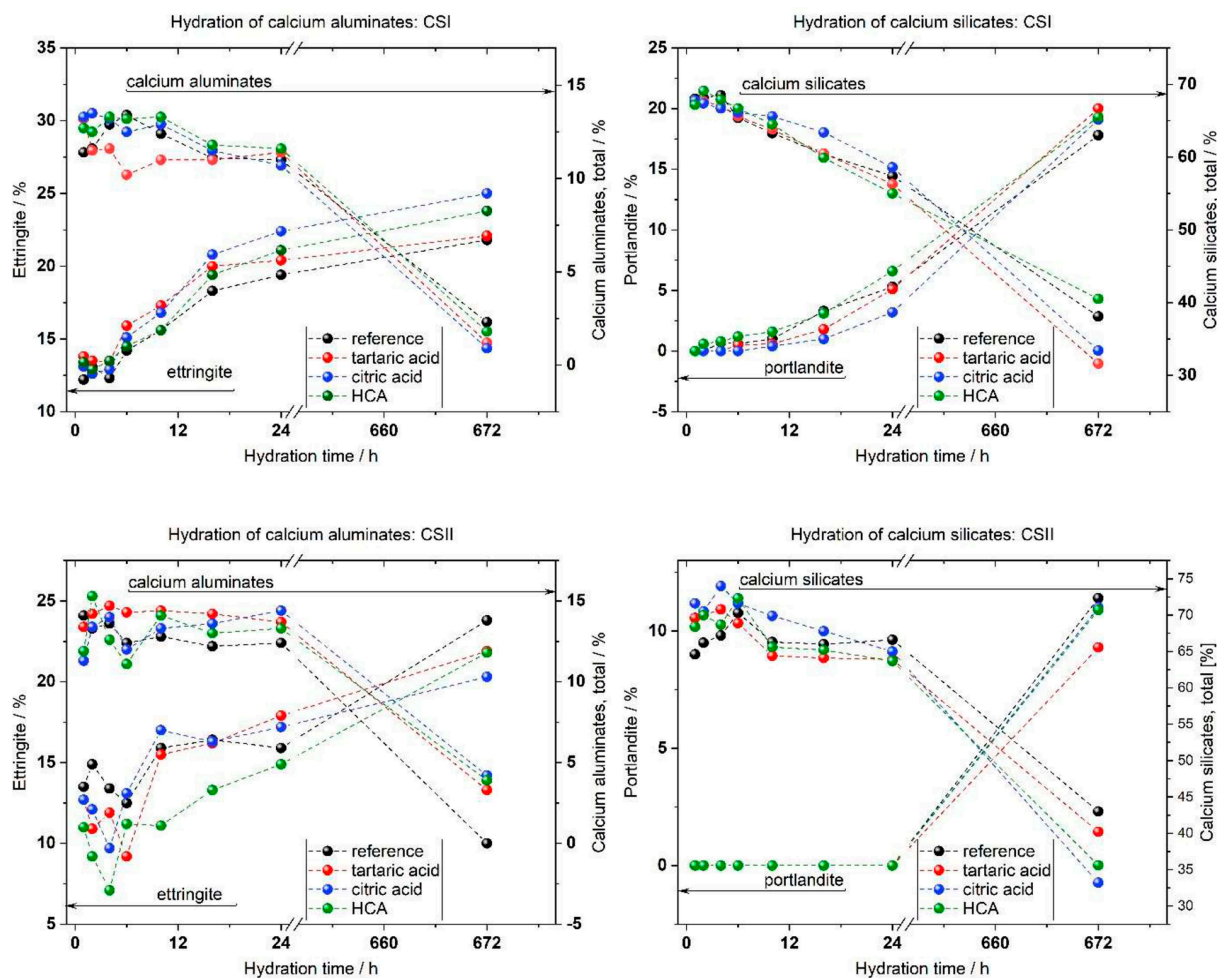 Hydration of calcium aluminates: CSI
35
30
25
20
15
10
Ettringite / %
calcium aluminates
15
10
5
0
Calcium aluminates, total / %
reference
tartaric acid
citric acid
HCA
ettringite
0 12 24 660 672
Hydration time / h
Hydration of calcium silicates: CSI
25
20
15
10
5
0
-5
Portlandite / %
calcium silicates
70
60
50
40
30
Calcium silicates, total / %
reference
tartaric acid
citric acid
HCA
portlandite
0 12 24 660 672
Hydration time / h
Hydration of calcium aluminates: CSII
25
20
15
10
5
Ettringite / %
calcium aluminates
15
10
5
0
-5
Calcium aluminates, total / %
reference
tartaric acid
citric acid
HCA
ettringite
0 12 24 660 672
Hydration time / h
Hydration of calcium silicates: CSII
10
5
0
Portlandite / %
calcium silicates
75
70
65
60
55
50
45
40
35
30
Calcium silicates, total [%]
reference
tartaric acid
citric acid
HCA
portlandite
0 12 24 660 672
Hydration time / h